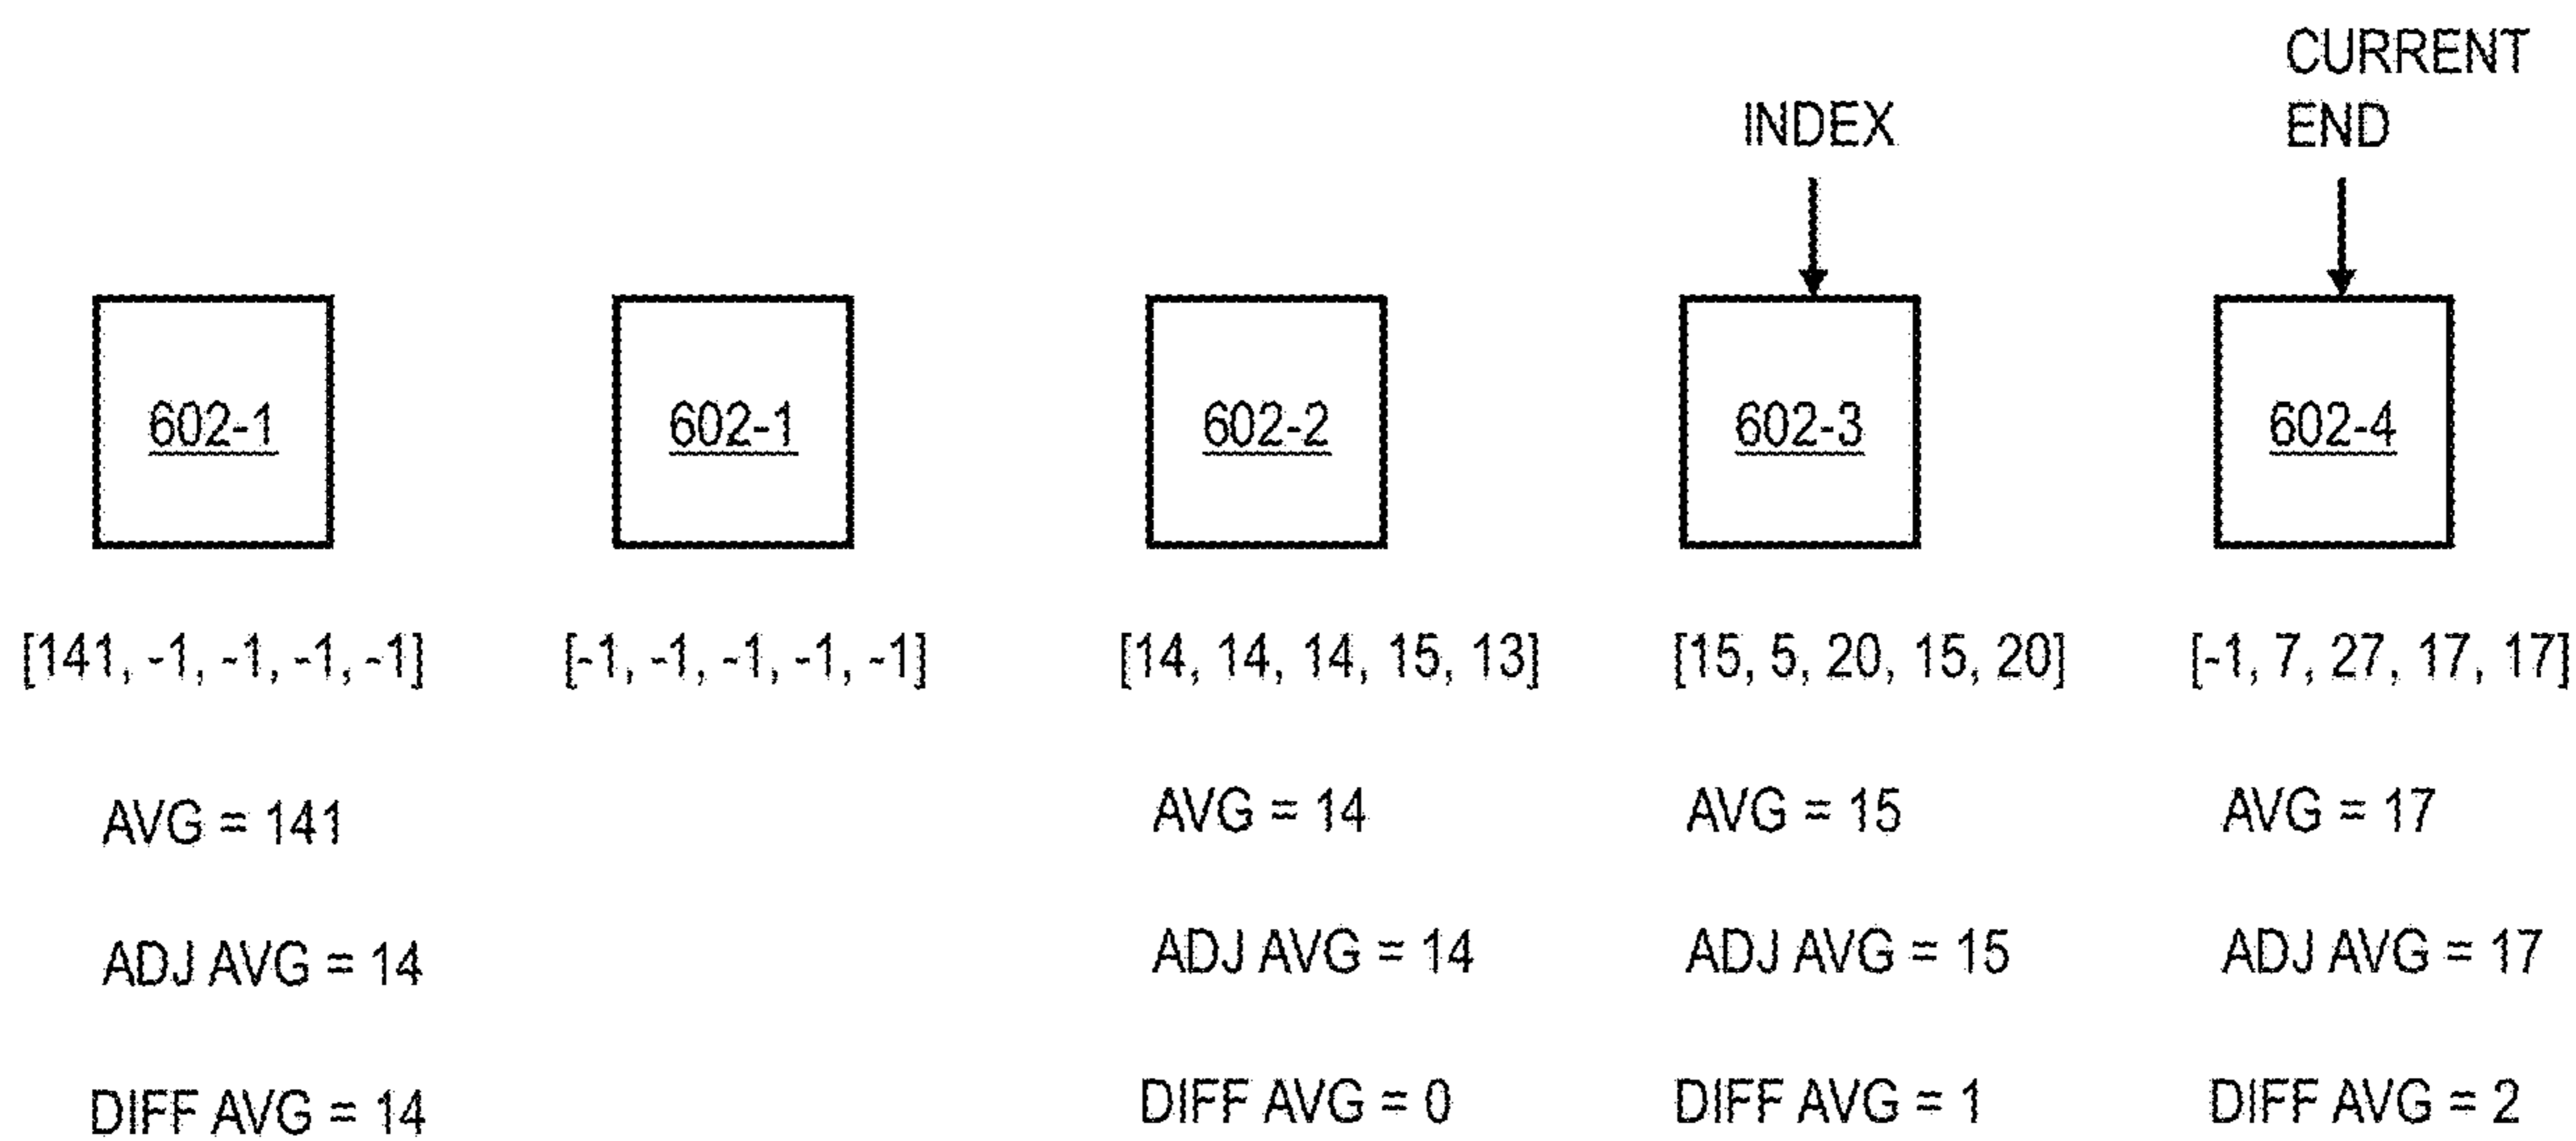 CURRENT
INDEX END
602-1 602-1 602-2 602-3 602-4
[141, -1, -1, -1, -1] [-1, -1, -1, -1, -1] [14, 14, 14, 15, 13] [15, 5, 20, 15, 20] [-1, 7, 27, 17, 17]
AVG = 141 AVG = 14 AVG = 15 AVG = 17
ADJ AVG = 14 ADJ AVG = 14 ADJ AVG = 15 ADJ AVG = 17
DIFF AVG = 14 DIFF AVG = 0 DIFF AVG = 1 DIFF AVG = 2